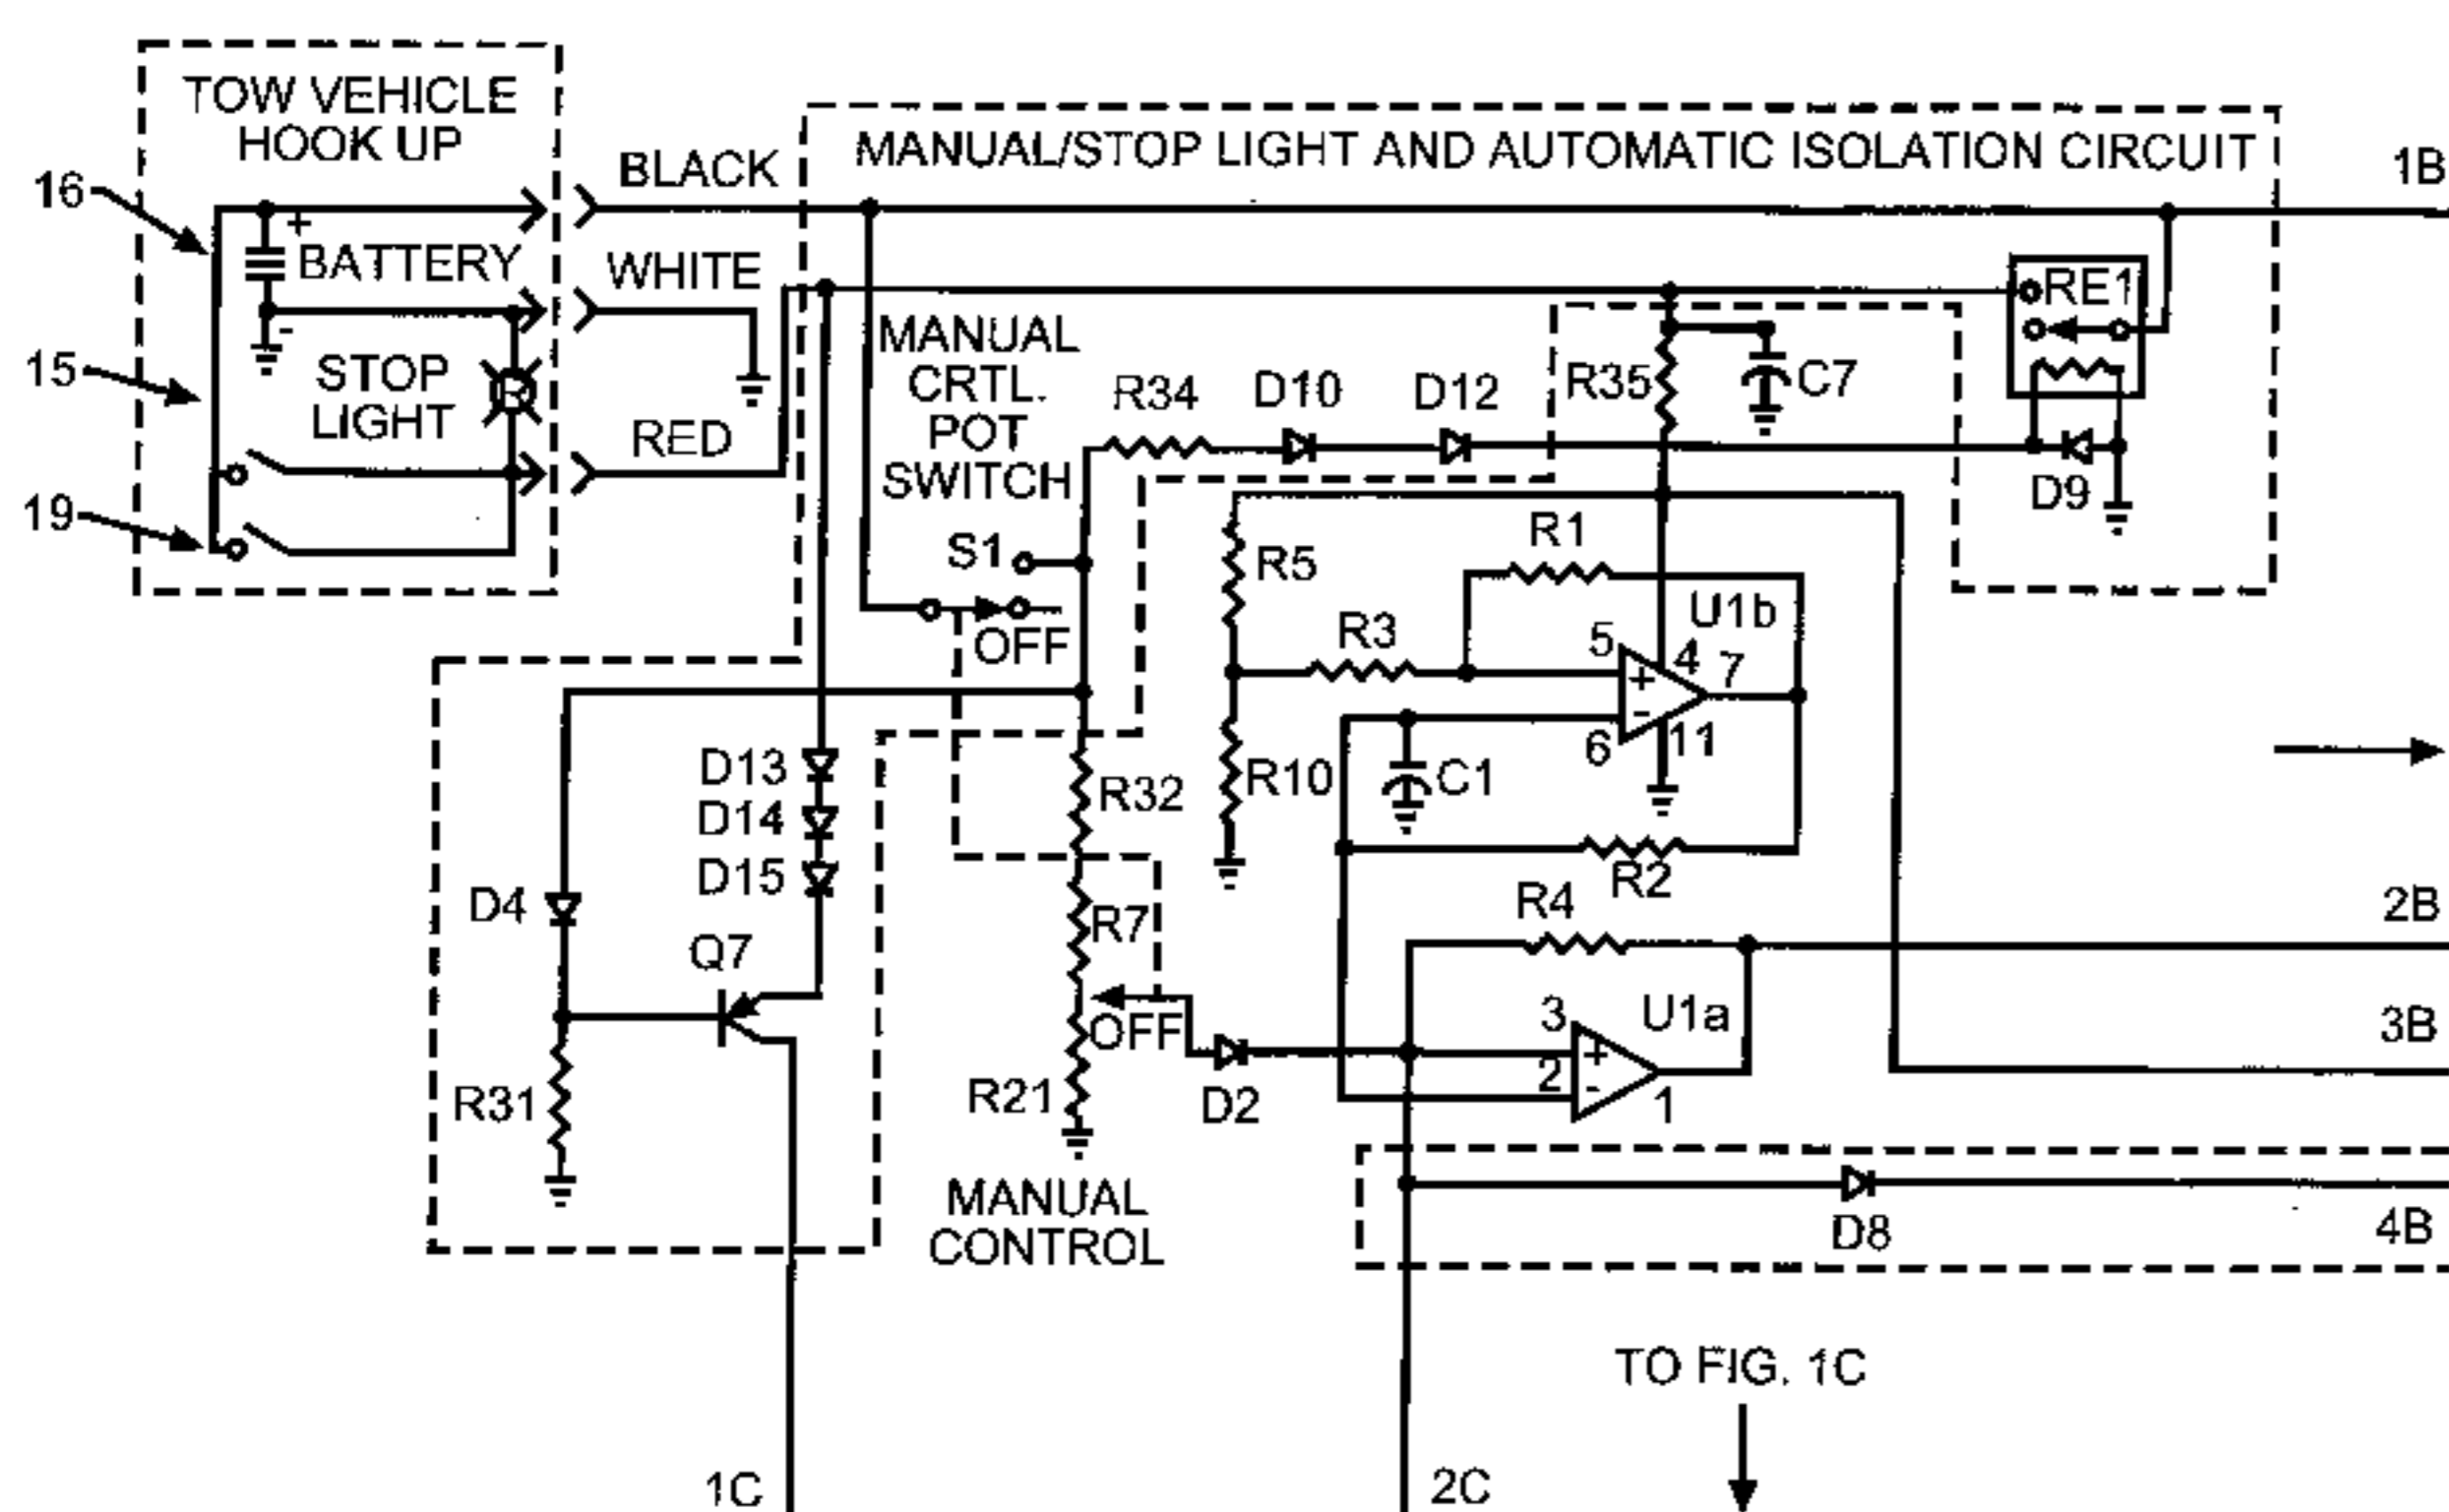 TOW VEHICLE
HOOK UP
16
+
BATTERY
-
15
STOP
LIGHT
19
BLACK
WHITE
RED
MANUAL/STOP LIGHT AND AUTOMATIC ISOLATION CIRCUIT
1B
RE1
MANUAL
CRTL.
POT
SWITCH
R34
D10
D12
R35
C7
D9
S1
OFF
R5
R1
R3
U1b
5
+
4
7
-
6
11
R10
C1
R2
D13
D14
D15
R32
D4
Q7
R7
OFF
R4
2B
U1a
3
+
2
-
1
3B
R31
R21
D2
MANUAL
CONTROL
D8
4B
TO FIG. 1C
1C
2C